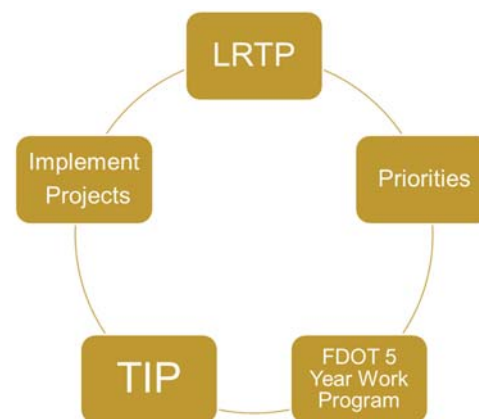 LRTP
Priorities
FDOT 5
Year Work
Program
TIP
Implement
Projects